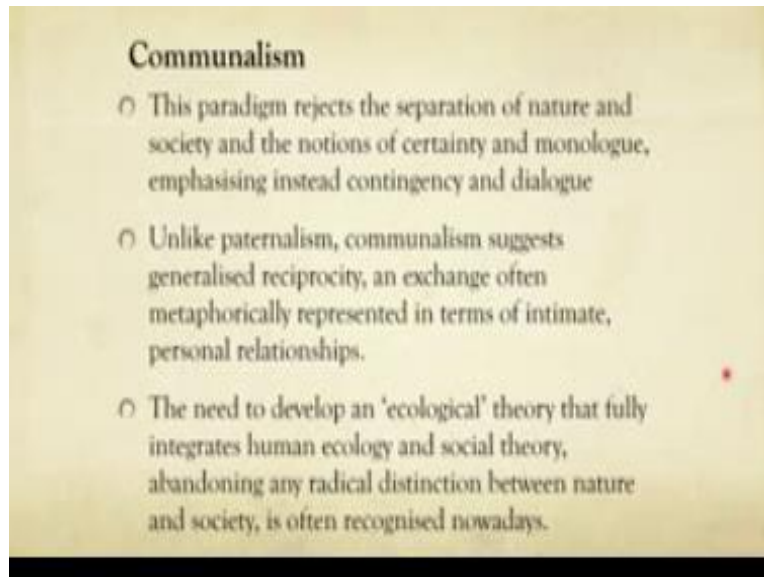 Communalism
This paradigm rejects the separation of nature and
society and the notions of certainty and monologue,
emphasising instead contingency and dialogue
Unlike paternalism, communalism suggests
generalised reciprocity, an exchange often
metaphorically represented in terms of intimate,
personal relationships.
The need to develop an 'ecological' theory that fully
integrates human ecology and social theory,
abandoning any radical distinction between nature
and society, is often recognised nowadays.